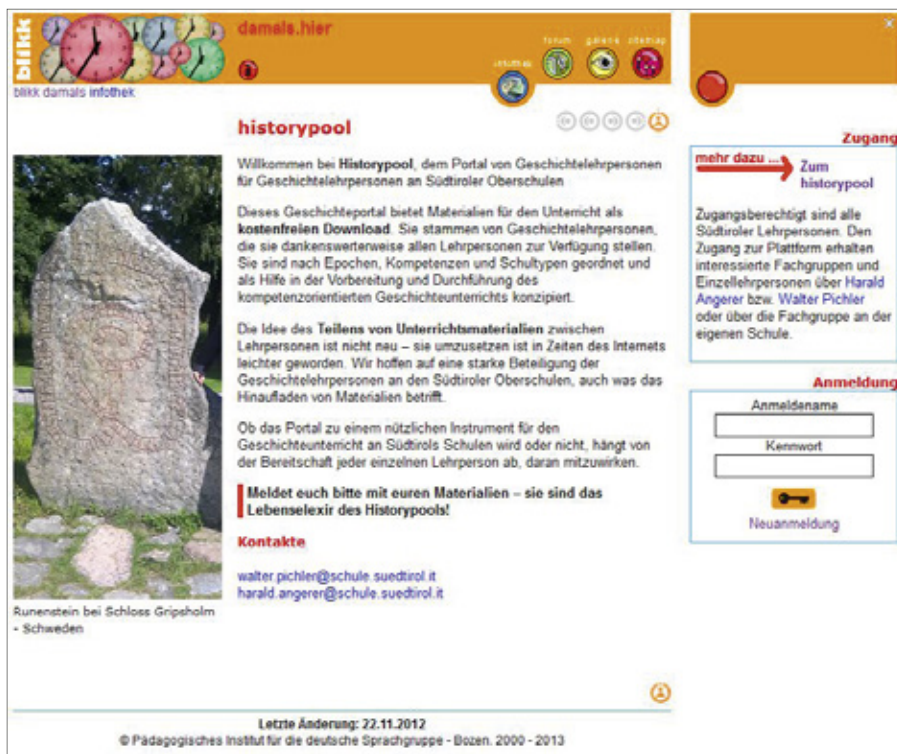 blikk
damals.hier
forum galerie sitemap
infothek
blikk damals infothek
historypool
Willkommen bei Historypool, dem Portal von Geschichtelehrpersonen
für Geschichtelehrpersonen an Südtiroler Oberschulen
Dieses Geschichteportal bietet Materialien für den Unterricht als
kostenfreien Download. Sie stammen von Geschichtelehrpersonen,
die sie dankenswerterweise allen Lehrpersonen zur Verfügung stellen.
Sie sind nach Epochen, Kompetenzen und Schultypen geordnet und
als Hilfe in der Vorbereitung und Durchführung des
kompetenzorientierten Geschichteunterrichts konzipiert.
Die Idee des Teilens von Unterrichtsmaterialien zwischen
Lehrpersonen ist nicht neu – sie umzusetzen ist in Zeiten des Internets
leichter geworden. Wir hoffen auf eine starke Beteiligung der
Geschichtelehrpersonen an den Südtiroler Oberschulen, auch was das
Hinaufladen von Materialien betrifft.
Ob das Portal zu einem nützlichen Instrument für den
Geschichteunterricht an Südtirols Schulen wird oder nicht, hängt von
der Bereitschaft jeder einzelnen Lehrperson ab, daran mitzuwirken.
Meldet euch bitte mit euren Materialien – sie sind das
Lebenselexir des Historypools!
Kontakte
walter.pichler@schule.suedtirol.it
harald.angerer@schule.suedtirol.it
Runenstein bei Schloss Gripsholm
- Schweden
Zugang
mehr dazu ... Zum
historypool
Zugangsberechtigt sind alle
Südtiroler Lehrpersonen. Den
Zugang zur Plattform erhalten
interessierte Fachgruppen und
Einzellehrpersonen über Harald
Angerer bzw. Walter Pichler
oder über die Fachgruppe an der
eigenen Schule.
Anmeldung
Anmeldename
Kennwort
Neuanmeldung
Letzte Änderung: 22.11.2012
© Pädagogisches Institut für die deutsche Sprachgruppe - Bozen. 2000 - 2013